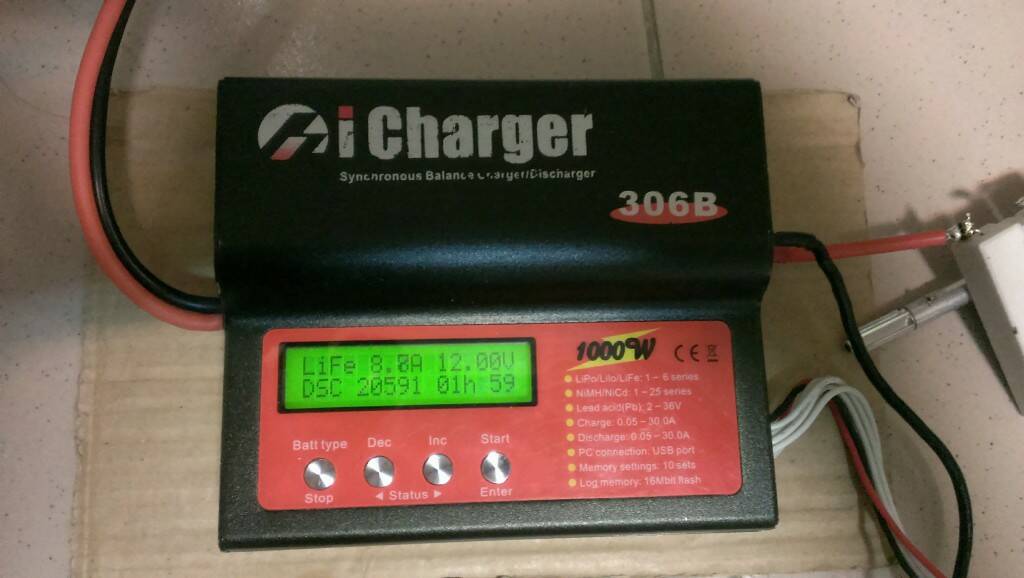 i Charger
Synchronous Balance Charger/Discharger
306B
LiFe 8.8A 12.00V
DSC 20591 01h 59
1000W CE
LiPo/LiIo/LiFe: 1~6 series
NiMH/NiCd: 1~25 series
Lead acid(Pb): 2~36V
Charge: 0.05~30.0A
Discharge: 0.05~30.0A
PC connection: USB port
Memory settings: 10 sets
Log memory: 16Mbit flash
Batt type Dec Inc Start
Stop ◄ Status ► Enter